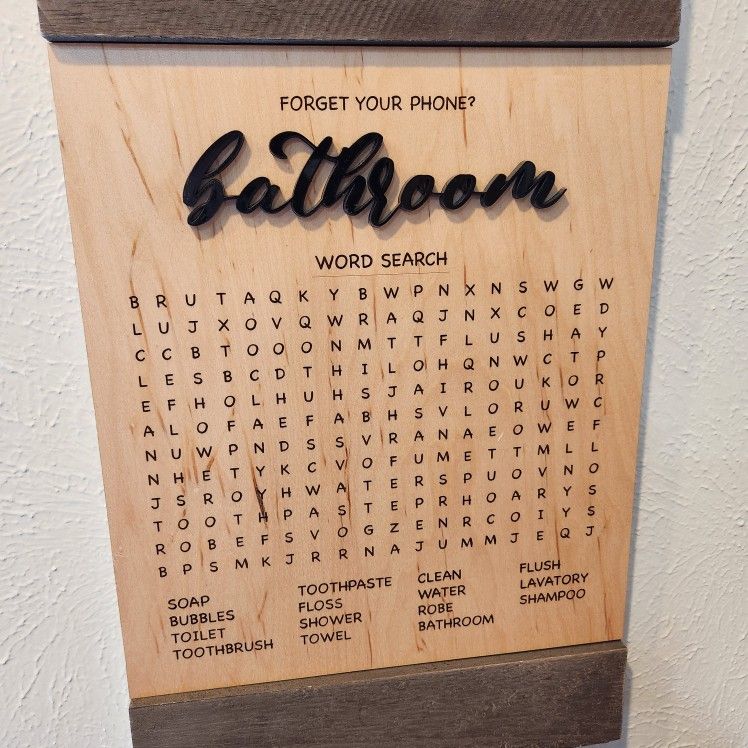 FORGET YOUR PHONE?
bathroom
WORD SEARCH
B R U T A Q K Y B W P N X N S W G W
L U J X O V Q W R A Q J N X C O E D
C C B T O O O N M T T F L U S H A Y
L E S B C D T H I L O H Q N W C T P
E F H O L H U H S J A I R O U K O R
A L O F A E F A B H S V L O R U W C
N U W P N D S S V R A N A E O W E F
N H E T Y K C V O F U M E T T M L L
J S R O Y H W A T E R S P U O V N O
T O O T H P A S T E P R H O A R Y S
R O B E F S V O G Z E N R C O I Y S
B P S M K J R R N A J U M M J E Q J
SOAP
BUBBLES
TOILET
TOOTHBRUSH
TOOTHPASTE
FLOSS
SHOWER
TOWEL
CLEAN
WATER
ROBE
BATHROOM
FLUSH
LAVATORY
SHAMPOO